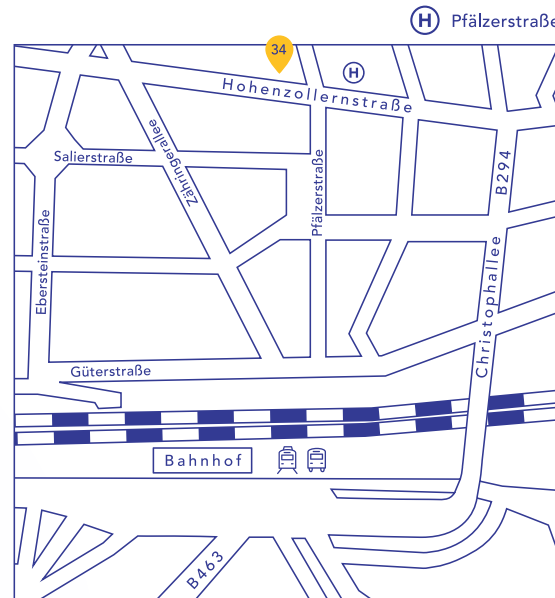 H Pfälzerstraße
34
H
Hohenzollernstraße
Zähringerallee
Salierstraße
Pfälzerstraße
B294
Ebersteinstraße
Christophallee
Güterstraße
Bahnhof
B463